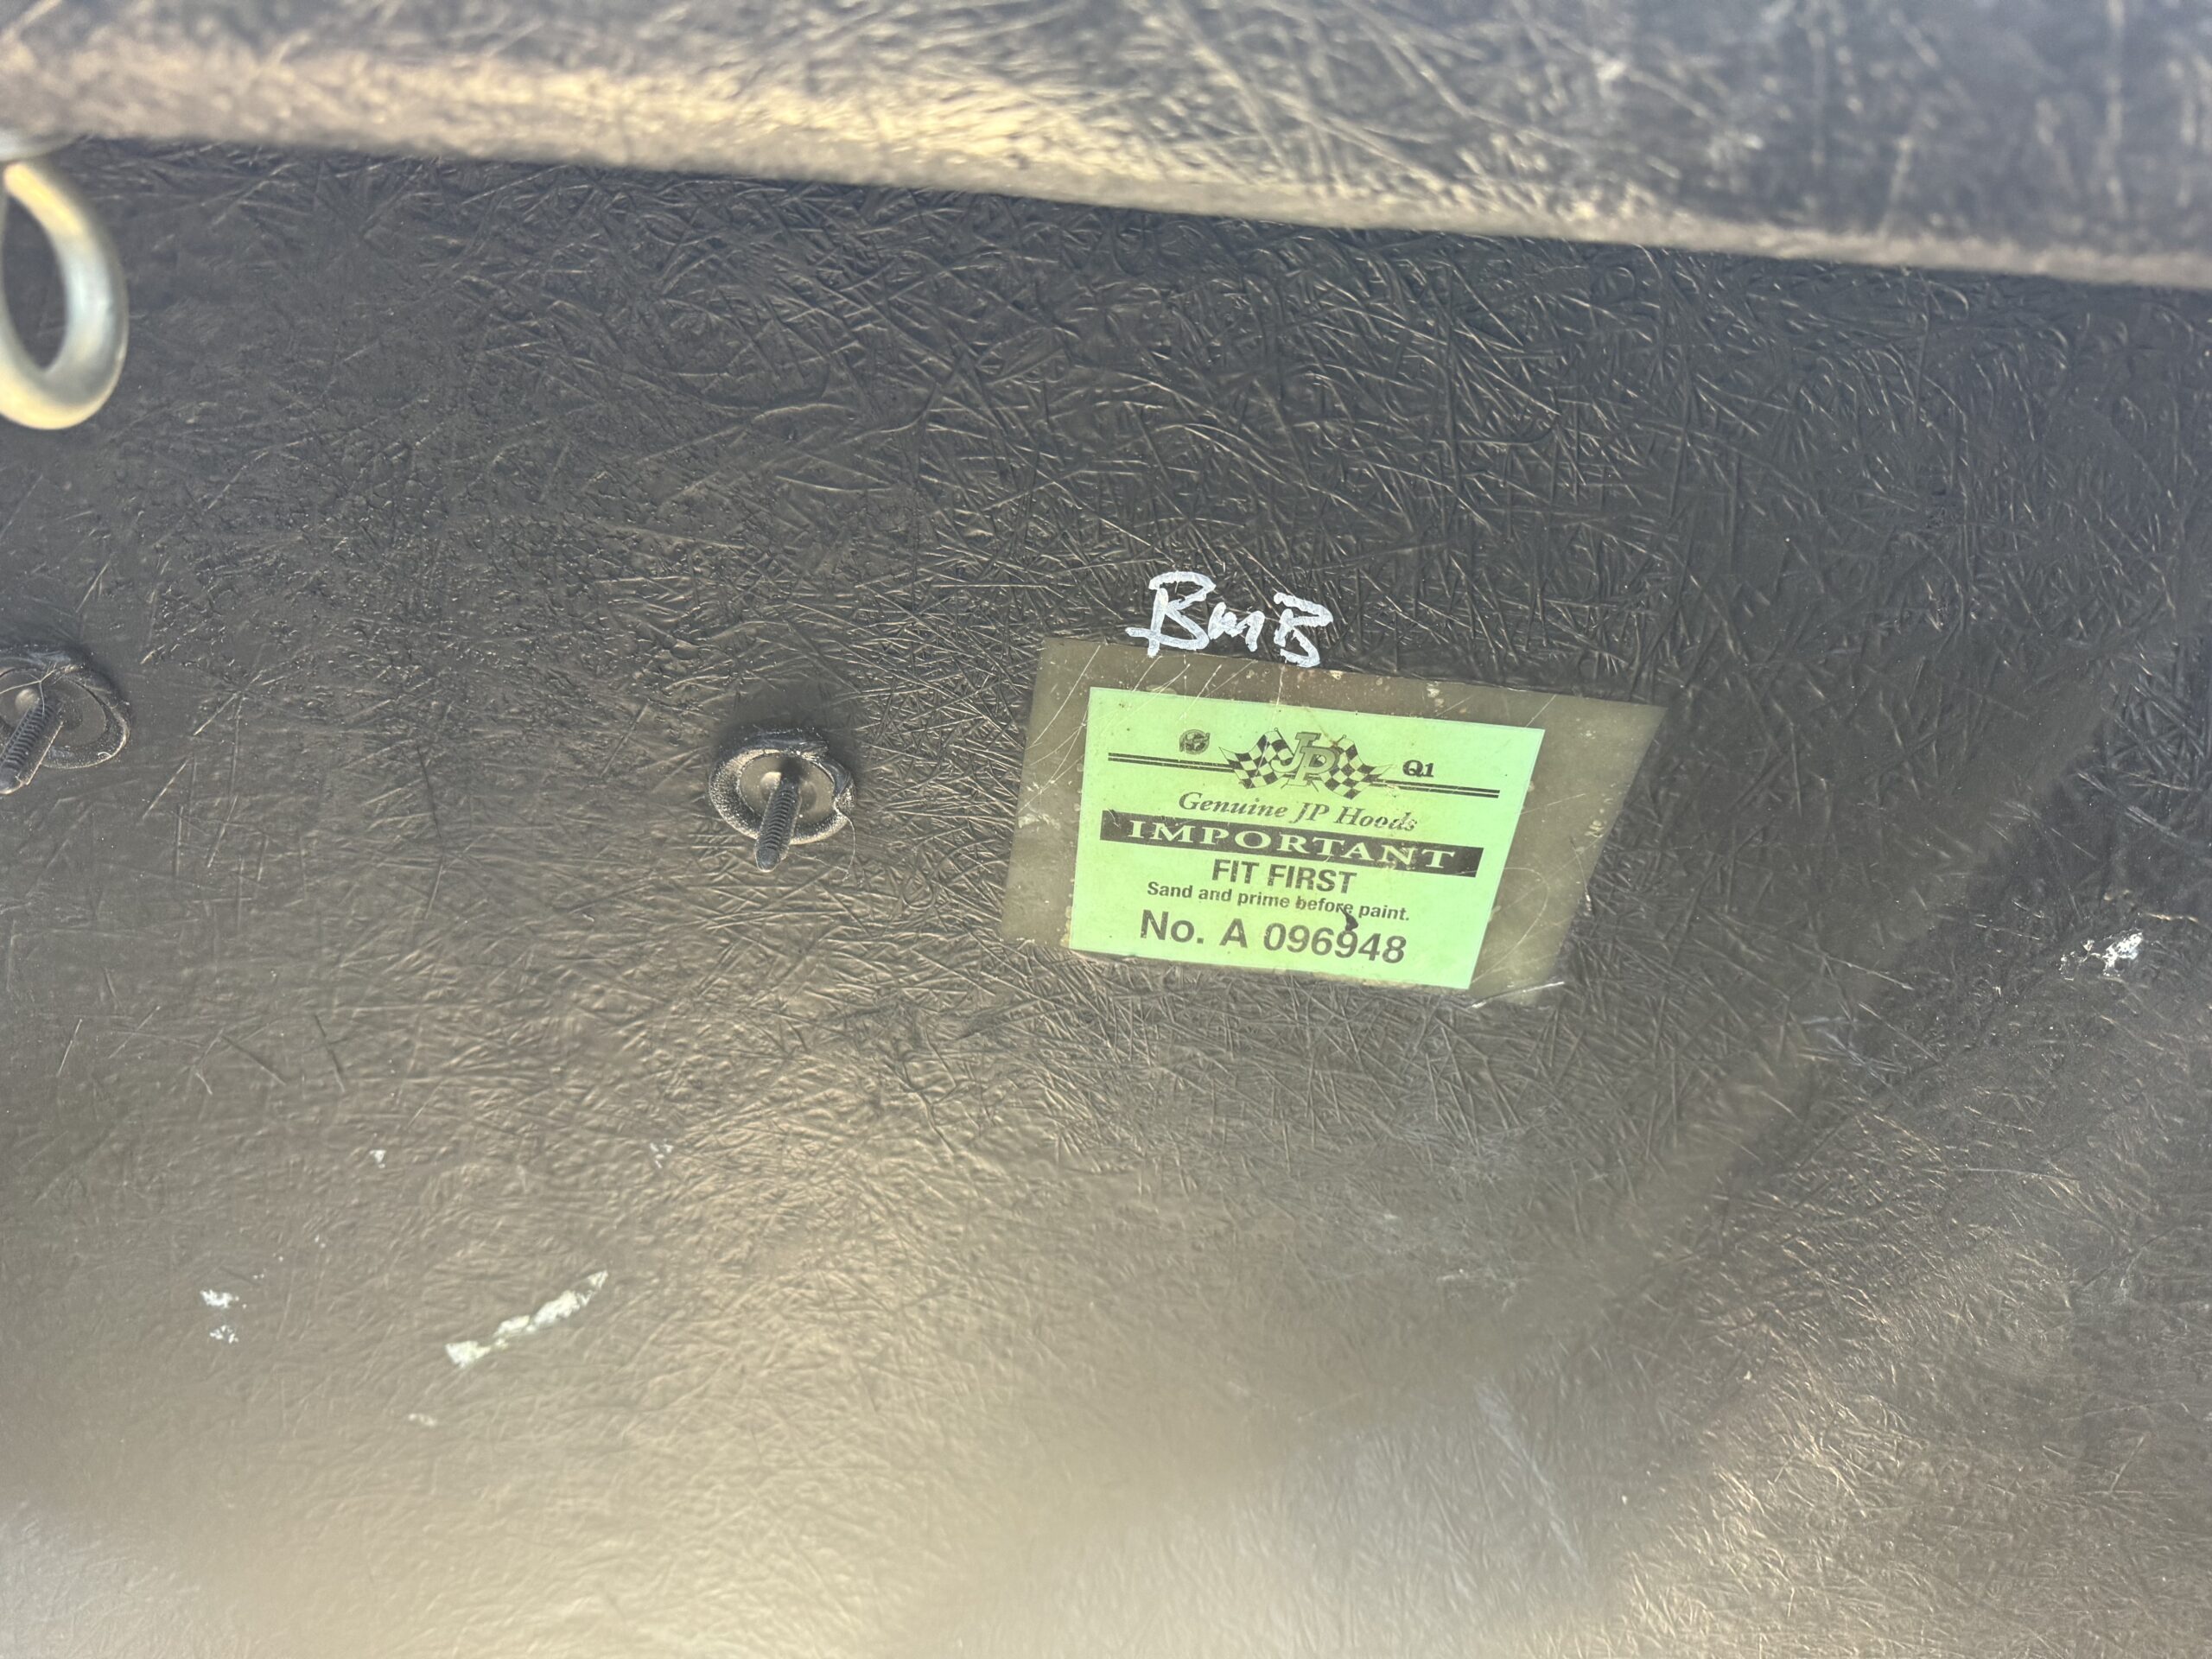 BmB
JP
Q1
Genuine JP Hoods
IMPORTANT
FIT FIRST
Sand and prime before paint.
No. A 096948